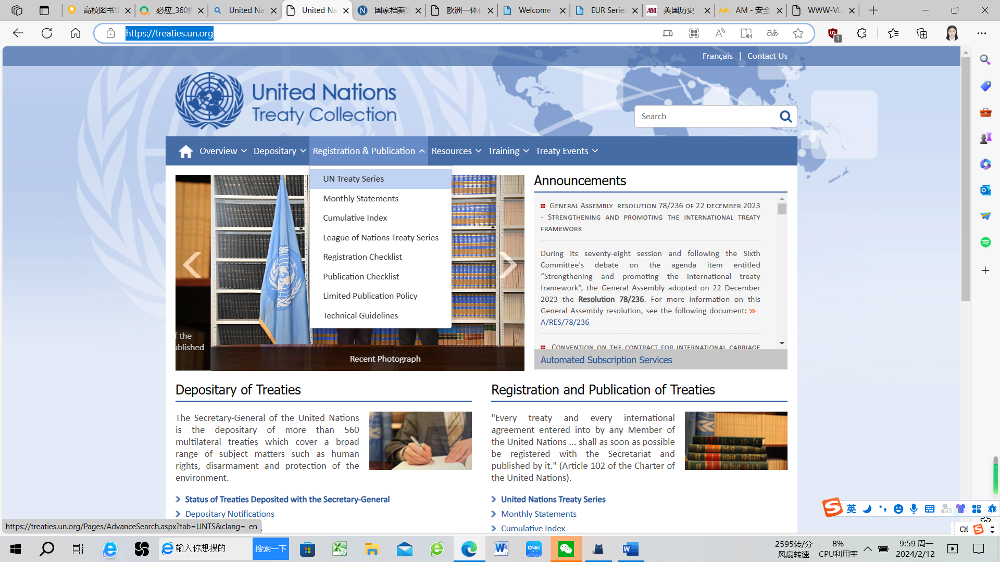 高校图书馆
必应_360搜
United Na
United Na
国家档案馆
欧洲一体化
Welcome
EUR Series
美国历史
AM - 安全
WWW-VL
https://treaties.un.org
Français | Contact Us
United Nations
Treaty Collection
Search
Overview
Depositary
Registration & Publication
Resources
Training
Treaty Events
UN Treaty Series
Monthly Statements
Cumulative Index
League of Nations Treaty Series
Registration Checklist
Publication Checklist
Limited Publication Policy
Technical Guidelines
f the
ublished
Recent Photograph
Announcements
General Assembly resolution 78/236 of 22 december 2023
- Strengthening and promoting the international treaty
framework
During its seventy-eight session and following the Sixth
Committee's debate on the agenda item entitled
“Strengthening and promoting the international treaty
framework”, the General Assembly adopted on 22 December
2023 the Resolution 78/236. For more information on this
General Assembly resolution, see the following document:
A/RES/78/236
Convention on the contract for international carriage
Automated Subscription Services
Depositary of Treaties
The Secretary-General of the United Nations
is the depositary of more than 560
multilateral treaties which cover a broad
range of subject matters such as human
rights, disarmament and protection of the
environment.
Status of Treaties Deposited with the Secretary-General
Depositary Notifications
Registration and Publication of Treaties
"Every treaty and every international
agreement entered into by any Member of
the United Nations ... shall as soon as possible
be registered with the Secretariat and
published by it." (Article 102 of the Charter of
the United Nations).
United Nations Treaty Series
Monthly Statements
Cumulative Index
https://treaties.un.org/Pages/AdvanceSearch.aspx?tab=UNTS&clang=_en
英
CH
输入你想搜的
搜索一下
CNKI
2595转/分
风扇转速
8%
CPU利用率
9:59 周一
2024/2/12